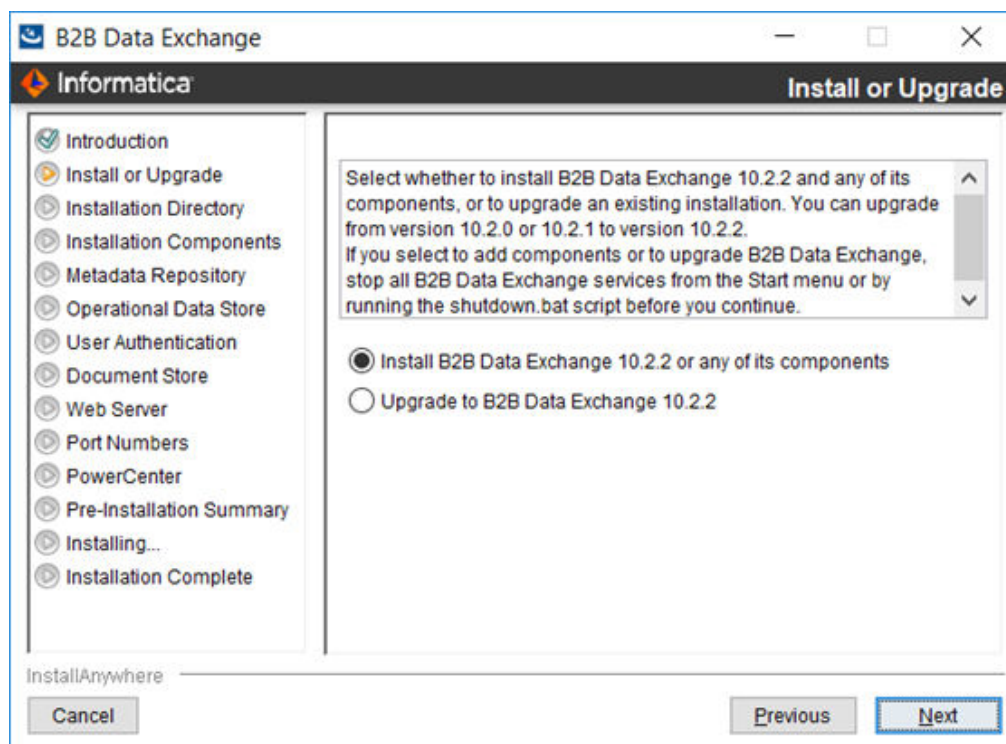 B2B Data Exchange
Informatica
Install or Upgrade
Introduction
Install or Upgrade
Installation Directory
Installation Components
Metadata Repository
Operational Data Store
User Authentication
Document Store
Web Server
Port Numbers
PowerCenter
Pre-Installation Summary
Installing...
Installation Complete
Select whether to install B2B Data Exchange 10.2.2 and any of its
components, or to upgrade an existing installation. You can upgrade
from version 10.2.0 or 10.2.1 to version 10.2.2.
If you select to add components or to upgrade B2B Data Exchange,
stop all B2B Data Exchange services from the Start menu or by
running the shutdown.bat script before you continue.
Install B2B Data Exchange 10.2.2 or any of its components
Upgrade to B2B Data Exchange 10.2.2
InstallAnywhere
Cancel
Previous
Next